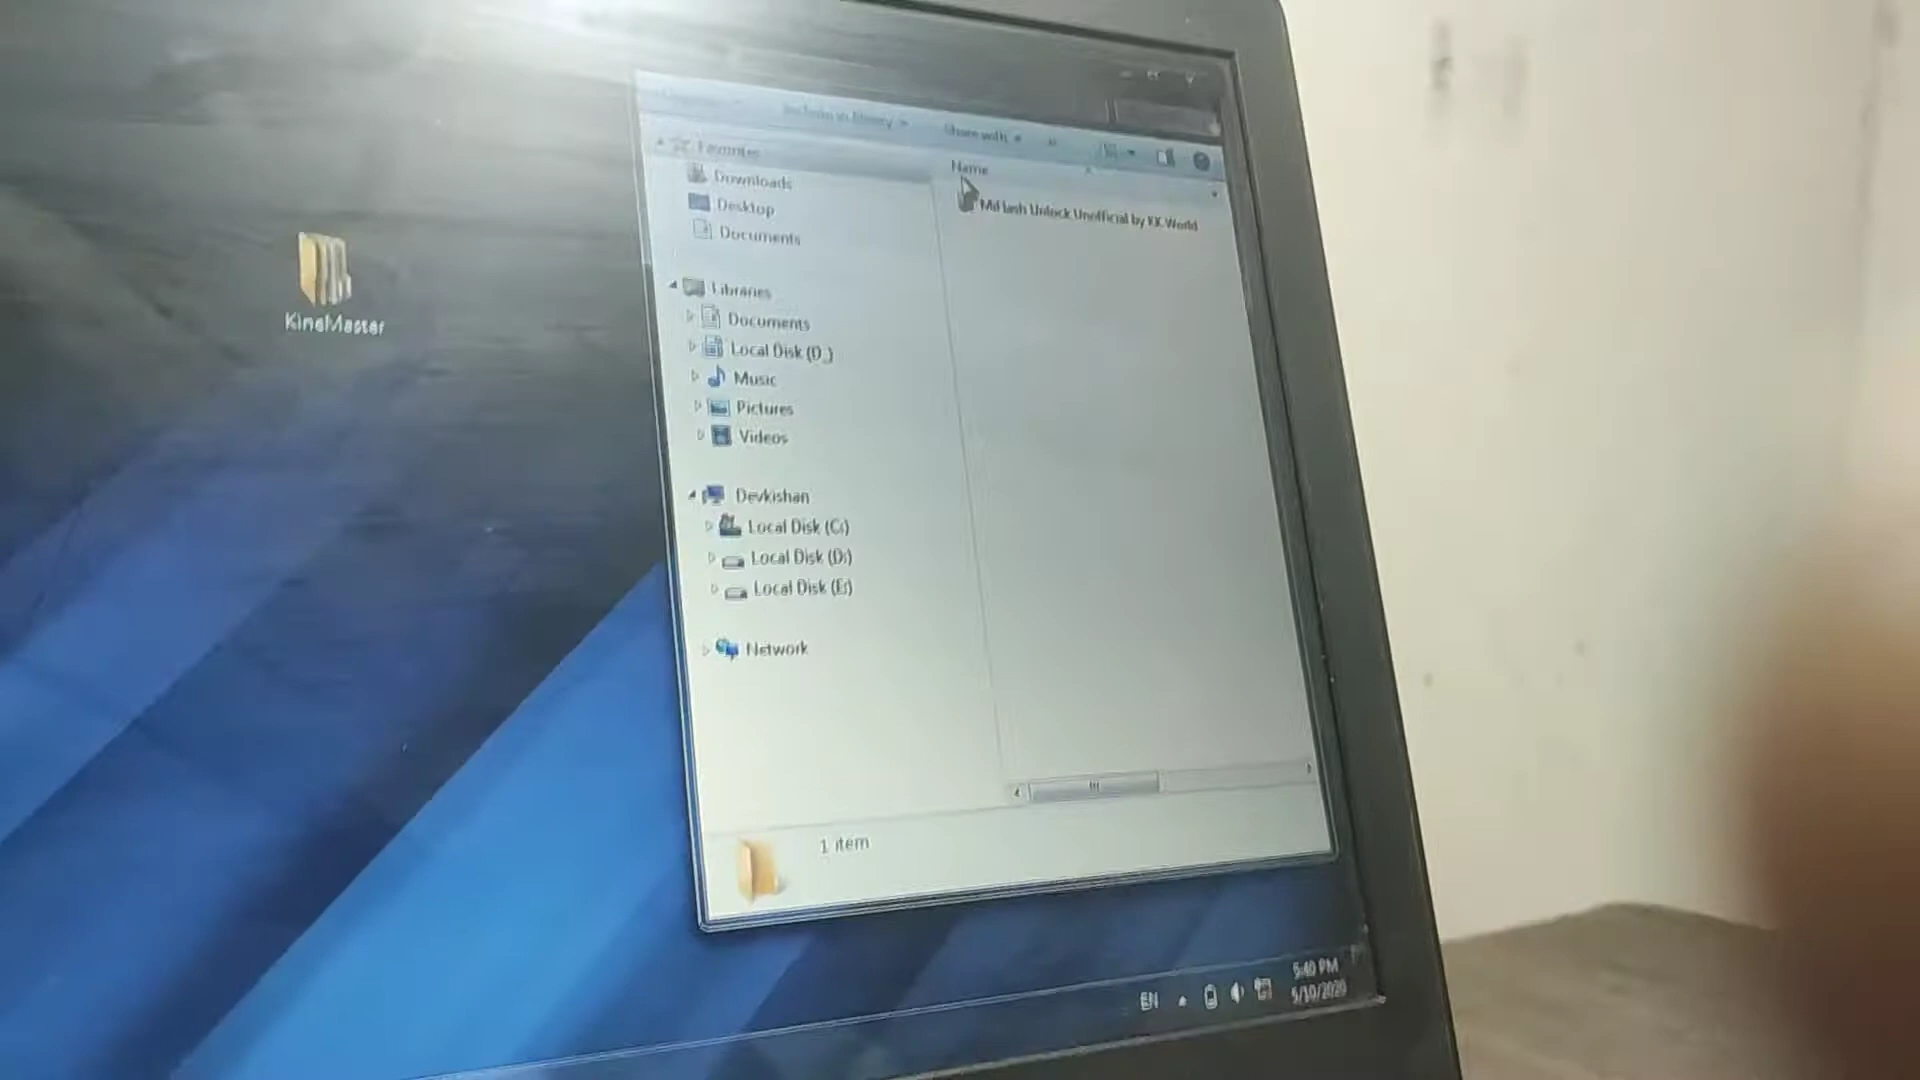 Include in library
Share with
Favorites
Name
Downloads
MiFlash Unlock Unofficial by KK World
Desktop
Documents
Libraries
KineMaster
Documents
Local Disk (D_)
Music
Pictures
Videos
Devkishan
Local Disk (C:)
Local Disk (D:)
Local Disk (E:)
Network
1 item
EN
5:40 PM
5/10/2020